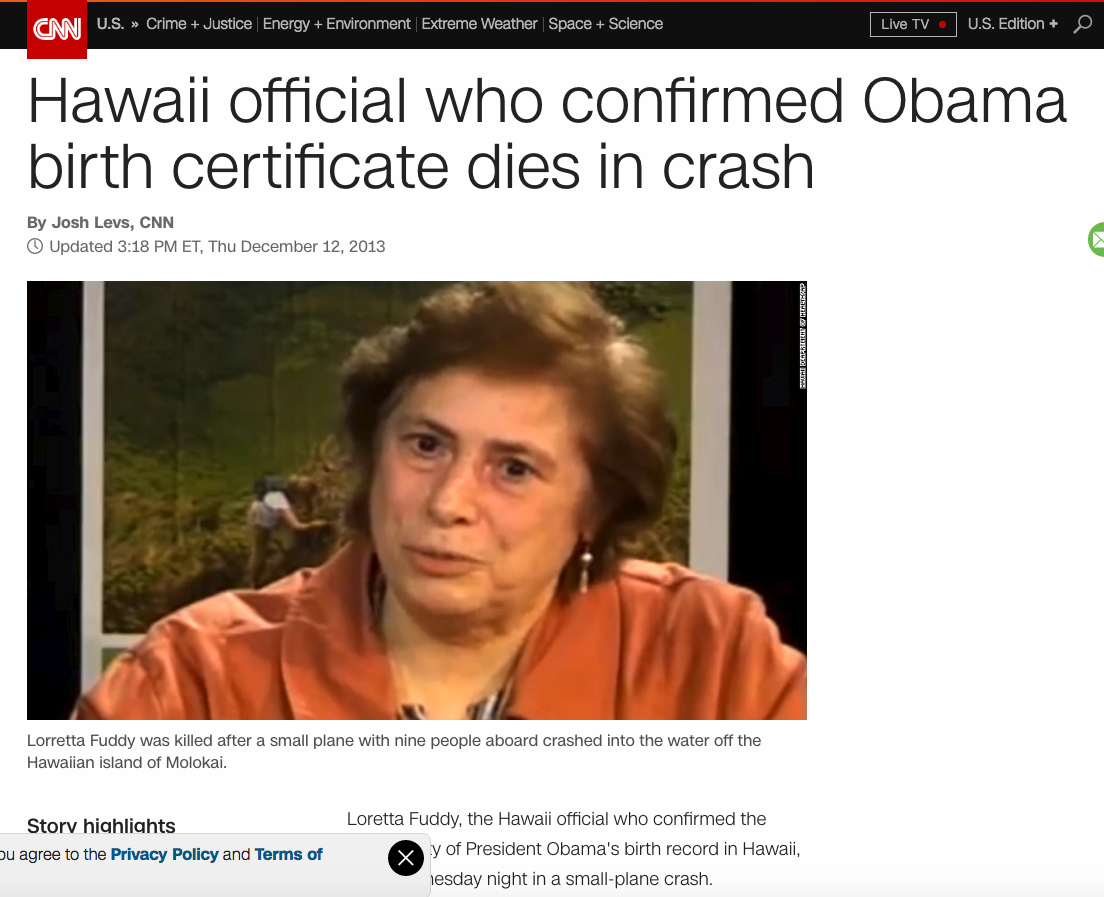 CNN
U.S. » Crime + Justice | Energy + Environment | Extreme Weather | Space + Science
Live TV
U.S. Edition +
Hawaii official who confirmed Obama
birth certificate dies in crash
By Josh Levs, CNN
Updated 3:18 PM ET, Thu December 12, 2013
HAWAII DEPARTMENT OF HEALTH/AP
Lorretta Fuddy was killed after a small plane with nine people aboard crashed into the water off the
Hawaiian island of Molokai.
Story highlights
Loretta Fuddy, the Hawaii official who confirmed the
ty of President Obama's birth record in Hawaii,
nesday night in a small-plane crash.
ou agree to the Privacy Policy and Terms of